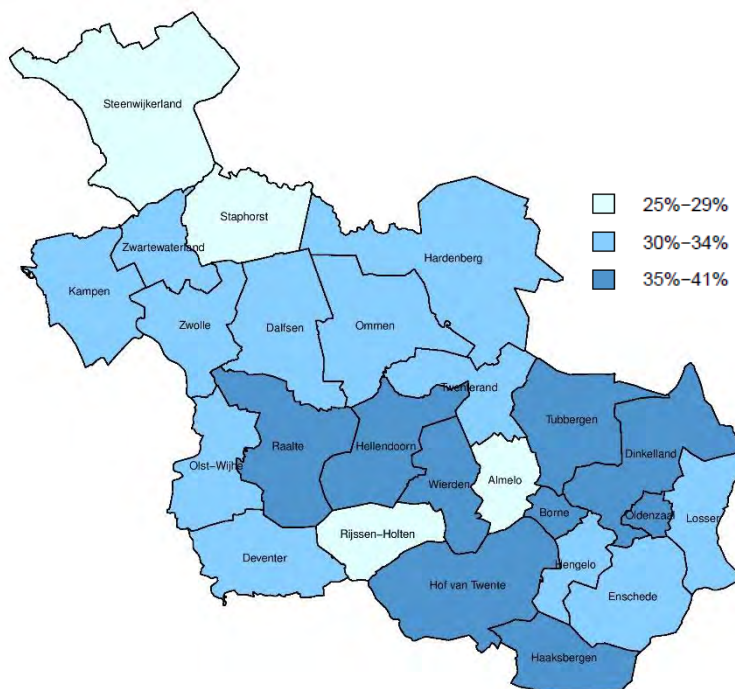 Steenwijkerland
Staphorst
25%–29%
Zwartewaterland
30%–34%
Hardenberg
35%–41%
Kampen
Zwolle
Dalfsen
Ommen
Twenterand
Tubbergen
Raalte
Hellendoorn
Dinkelland
Olst–Wijhe
Wierden
Almelo
Borne
Oldenzaal
Losser
Rijssen–Holten
Deventer
Hengelo
Hof van Twente
Enschede
Haaksbergen